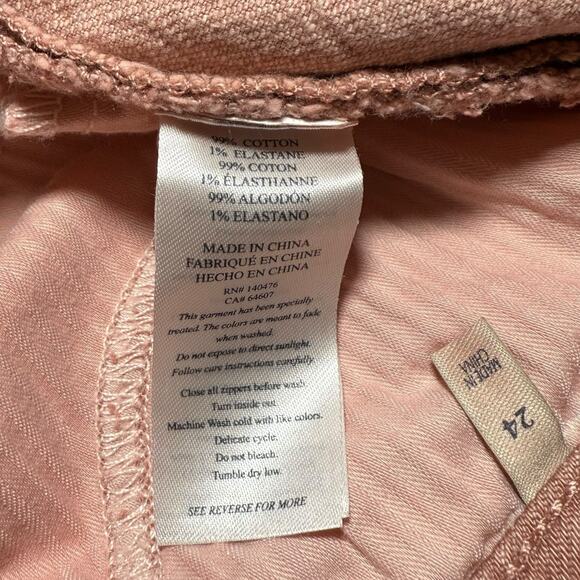 99% COTTON
1% ELASTANE
99% COTON
1% ÉLASTHANNE
99% ALGODÓN
1% ELASTANO
MADE IN CHINA
FABRIQUÉ EN CHINE
HECHO EN CHINA
RN# 140476
CA# 64607
This garment has been specially
treated. The colors are meant to fade
when washed.
Do not expose to direct sunlight.
Follow care instructions carefully.
Close all zippers before wash.
Turn inside out.
Machine Wash cold with like colors.
Delicate cycle.
Do not bleach.
Tumble dry low.
SEE REVERSE FOR MORE
MADE IN
CHINA
24